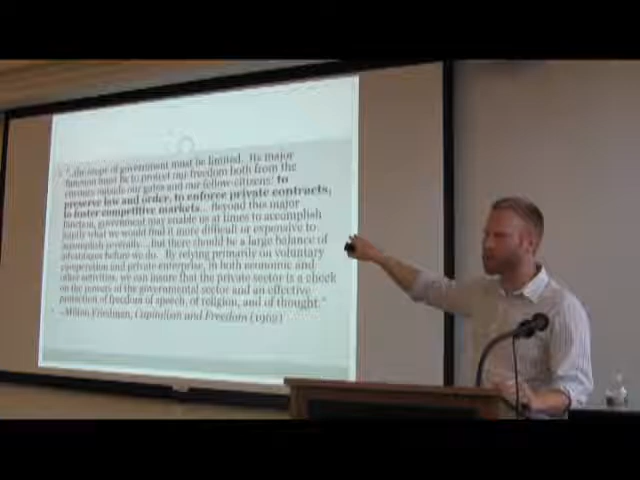 "...the scope of government must be limited. Its major
function must be to protect our freedom both from the
enemies outside our gates and our fellow-citizens: to
preserve law and order, to enforce private contracts,
to foster competitive markets... Beyond this major
function, government may enable us at times to accomplish
jointly what we would find it more difficult or expensive to
accomplish severally... but there should be a large balance of
advantages before we do. By relying primarily on voluntary
cooperation and private enterprise, in both economic and
other activities, we can insure that the private sector is a check
on the powers of the governmental sector and an effective
protection of freedom of speech, of religion, and of thought."
--Milton Friedman, Capitalism and Freedom (1962)